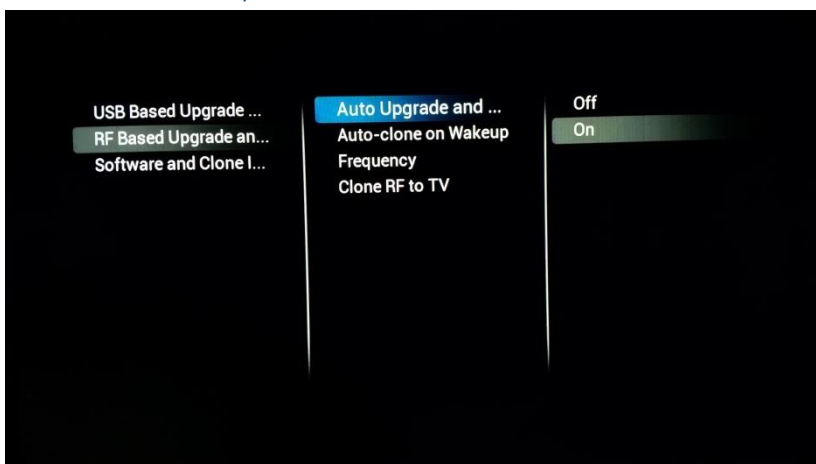 USB Based Upgrade ...
RF Based Upgrade an...
Software and Clone I...
Auto Upgrade and ...
Auto-clone on Wakeup
Frequency
Clone RF to TV
Off
On